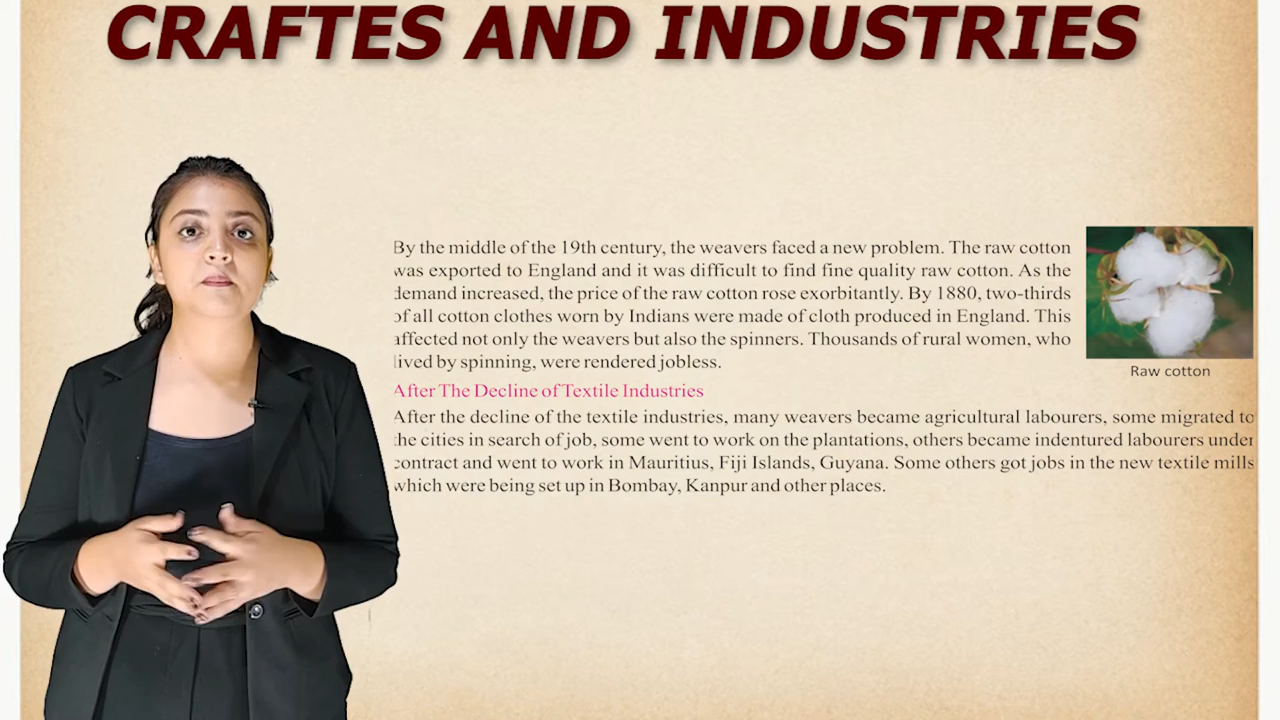 CRAFTES AND INDUSTRIES
By the middle of the 19th century, the weavers faced a new problem. The raw cotton
was exported to England and it was difficult to find fine quality raw cotton. As the
demand increased, the price of the raw cotton rose exorbitantly. By 1880, two-thirds
of all cotton clothes worn by Indians were made of cloth produced in England. This
affected not only the weavers but also the spinners. Thousands of rural women, who
lived by spinning, were rendered jobless.
Raw cotton
After The Decline of Textile Industries
After the decline of the textile industries, many weavers became agricultural labourers, some migrated to
the cities in search of job, some went to work on the plantations, others became indentured labourers under
contract and went to work in Mauritius, Fiji Islands, Guyana. Some others got jobs in the new textile mills
which were being set up in Bombay, Kanpur and other places.